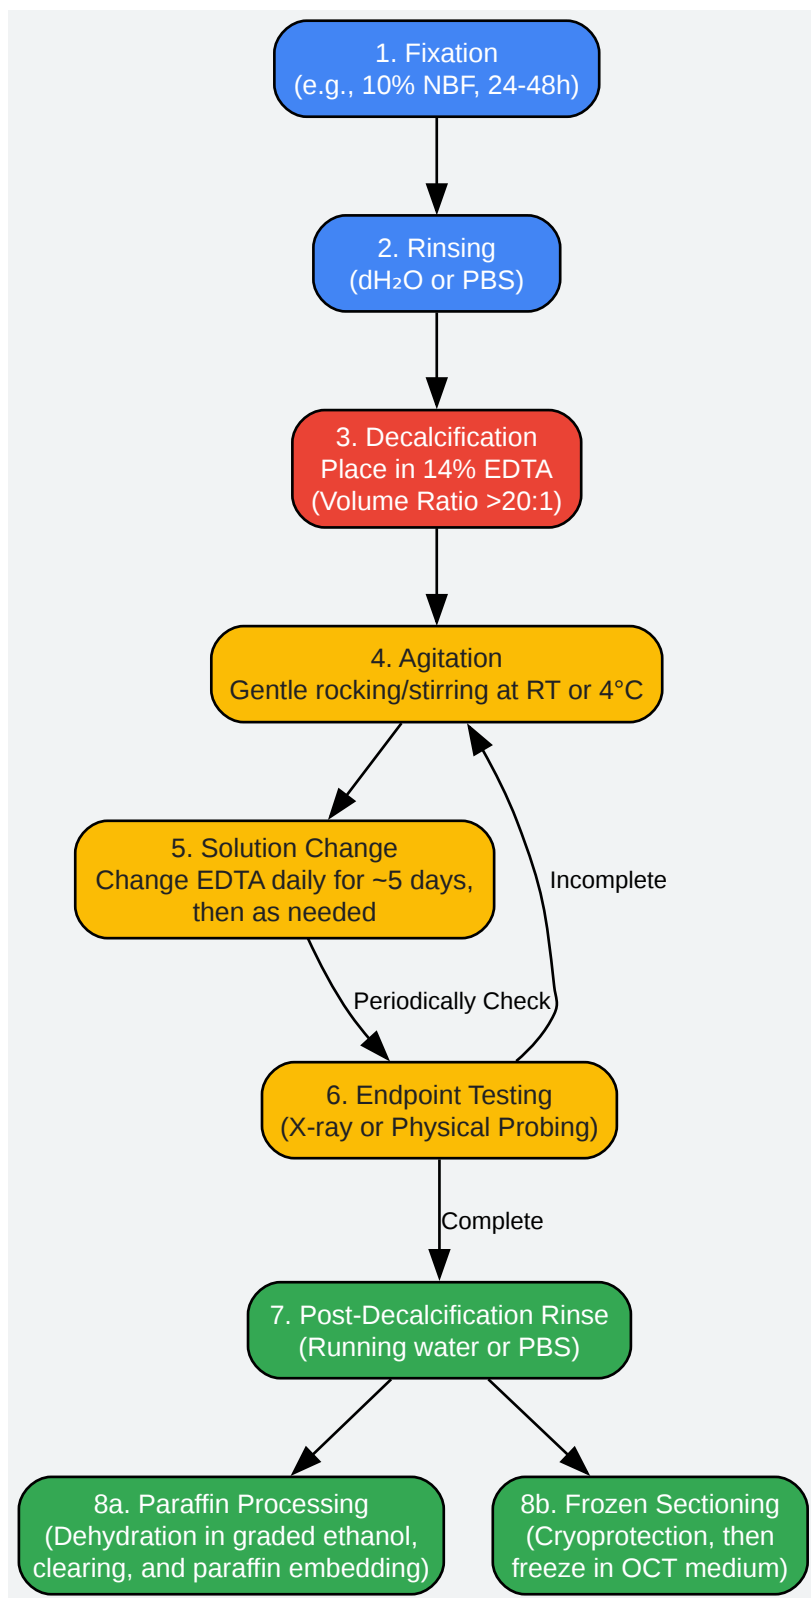 1. Fixation
(e.g., 10% NBF, 24-48h)
2. Rinsing
(dH₂O or PBS)
3. Decalcification
Place in 14% EDTA
(Volume Ratio >20:1)
4. Agitation
Gentle rocking/stirring at RT or 4°C
5. Solution Change
Change EDTA daily for ~5 days,
then as needed
Incomplete
Periodically Check
6. Endpoint Testing
(X-ray or Physical Probing)
Complete
7. Post-Decalcification Rinse
(Running water or PBS)
8a. Paraffin Processing
(Dehydration in graded ethanol,
clearing, and paraffin embedding)
8b. Frozen Sectioning
(Cryoprotection, then
freeze in OCT medium)